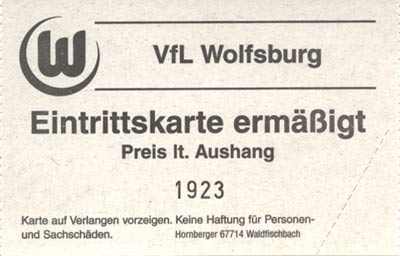 W
VfL Wolfsburg
Eintrittskarte ermäßigt
Preis lt. Aushang
1923
Karte auf Verlangen vorzeigen. Keine Haftung für Personen-
und Sachschäden. Hornberger 67714 Waldfischbach